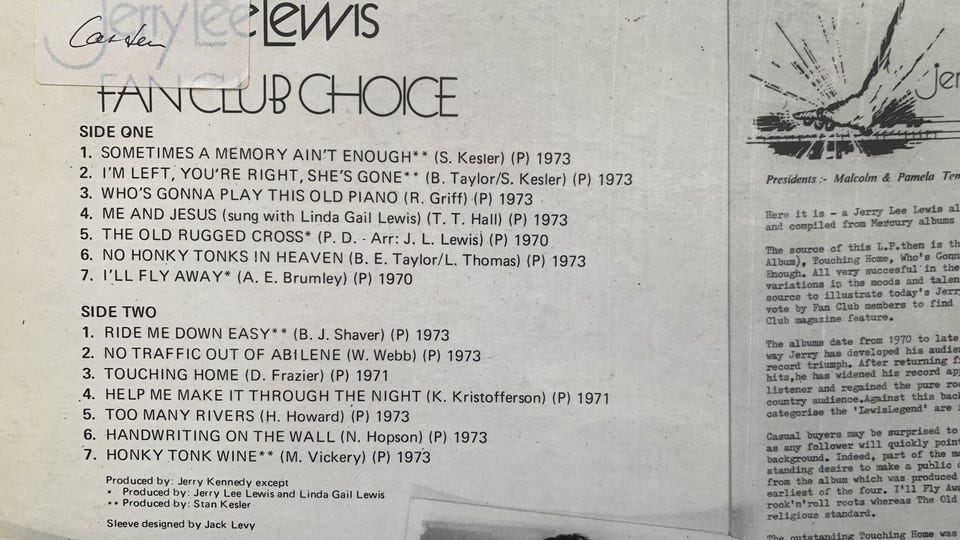 Jerry Lee Lewis
Carsten
FAN CLUB CHOICE
SIDE ONE
1. SOMETIMES A MEMORY AIN'T ENOUGH** (S. Kesler) (P) 1973
2. I'M LEFT, YOU'RE RIGHT, SHE'S GONE** (B. Taylor/S. Kesler) (P) 1973
3. WHO'S GONNA PLAY THIS OLD PIANO (R. Griff) (P) 1973
4. ME AND JESUS (sung with Linda Gail Lewis) (T. T. Hall) (P) 1973
5. THE OLD RUGGED CROSS* (P. D. - Arr: J. L. Lewis) (P) 1970
6. NO HONKY TONKS IN HEAVEN (B. E. Taylor/L. Thomas) (P) 1973
7. I'LL FLY AWAY* (A. E. Brumley) (P) 1970
SIDE TWO
1. RIDE ME DOWN EASY** (B. J. Shaver) (P) 1973
2. NO TRAFFIC OUT OF ABILENE (W. Webb) (P) 1973
3. TOUCHING HOME (D. Frazier) (P) 1971
4. HELP ME MAKE IT THROUGH THE NIGHT (K. Kristofferson) (P) 1971
5. TOO MANY RIVERS (H. Howard) (P) 1973
6. HANDWRITING ON THE WALL (N. Hopson) (P) 1973
7. HONKY TONK WINE** (M. Vickery) (P) 1973
Produced by: Jerry Kennedy except
* Produced by: Jerry Lee Lewis and Linda Gail Lewis
** Produced by: Stan Kesler
Sleeve designed by Jack Levy
jer
Presidents :- Malcolm & Pamela
Here it is - a Jerry Lee Lewis
and compiled from Mercury albums
The source of this L.P.then is
Album), Touching Home, Who's
Enough. All very succesful in the
variations in the moods and
source to illustrate today's
vote by Fan Club members to find
Club magazine feature.
The albums date from 1970 to late
way Jerry has developed his
record triumph. After returning
hits,he has widened his record
listener and regained the pure
country audience.Against this
categorise the 'LewisLegend' are
Casual buyers may be surprised to
as any follower will quickly
background. Indeed, part of the
standing desire to make a public
from the album which was produced
earliest of the four. I'll Fly
rock'n'roll roots whereas The Old
religious standard.
The outstanding Touching Home was